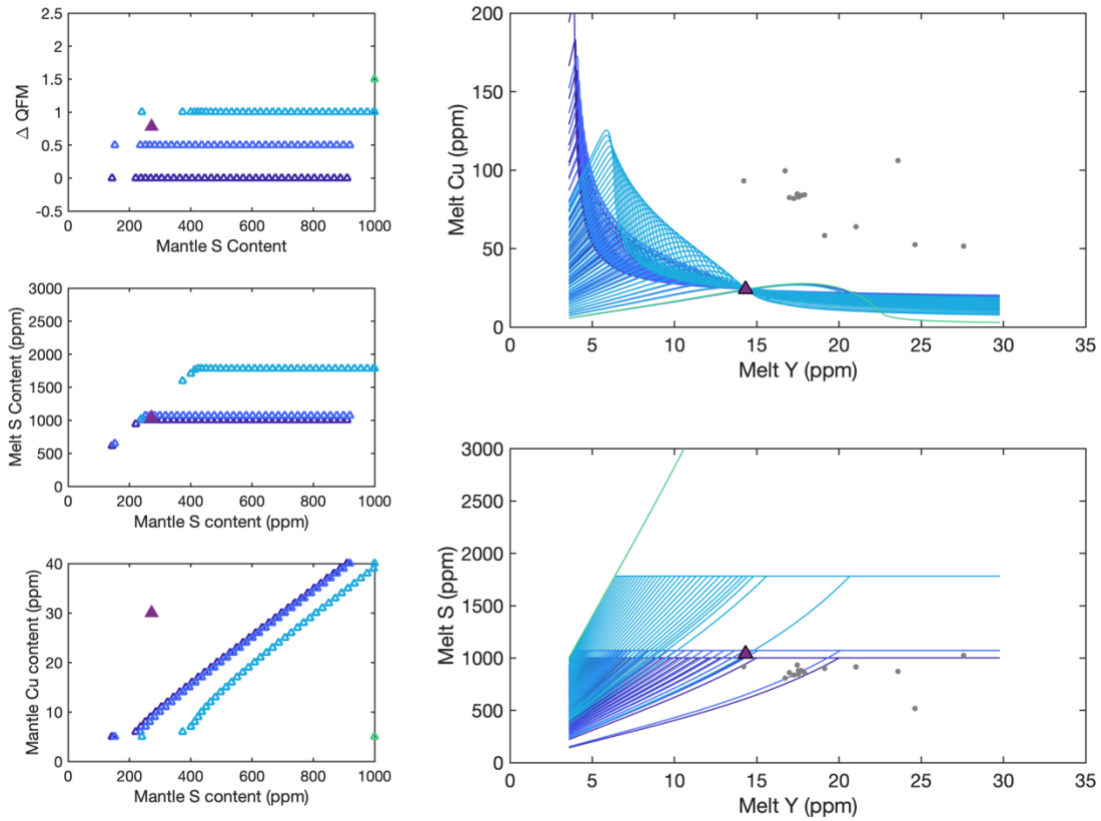 2.5
2
1.5
1
0.5
0
-0.5
Δ QFM
0 200 400 600 800 1000
Mantle S Content
3000
2500
2000
1500
1000
500
0
Melt S Content (ppm)
0 200 400 600 800 1000
Mantle S content (ppm)
40
30
20
10
0
Mantle Cu content (ppm)
0 200 400 600 800 1000
Mantle S content (ppm)
200
150
100
50
0
Melt Cu (ppm)
0 5 10 15 20 25 30 35
Melt Y (ppm)
3000
2500
2000
1500
1000
500
0
Melt S (ppm)
0 5 10 15 20 25 30 35
Melt Y (ppm)